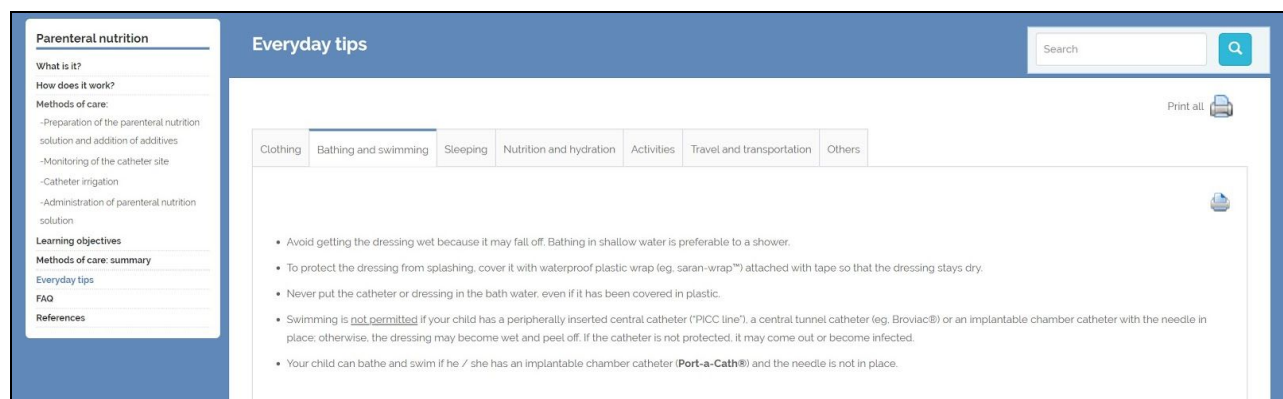 Parenteral nutrition
What is it?
How does it work?
Methods of care:
-Preparation of the parenteral nutrition
solution and addition of additives
-Monitoring of the catheter site
-Catheter irrigation
-Administration of parenteral nutrition
solution
Learning objectives
Methods of care: summary
Everyday tips
FAQ
References
Everyday tips
Search
Print all
Clothing
Bathing and swimming
Sleeping
Nutrition and hydration
Activities
Travel and transportation
Others
• Avoid getting the dressing wet because it may fall off. Bathing in shallow water is preferable to a shower.
• To protect the dressing from splashing, cover it with waterproof plastic wrap (eg, saran-wrap™) attached with tape so that the dressing stays dry.
• Never put the catheter or dressing in the bath water, even if it has been covered in plastic.
• Swimming is not permitted if your child has a peripherally inserted central catheter ("PICC line"), a central tunnel catheter (eg, Broviac®) or an implantable chamber catheter with the needle in
place; otherwise, the dressing may become wet and peel off. If the catheter is not protected, it may come out or become infected.
• Your child can bathe and swim if he / she has an implantable chamber catheter (Port-a-Cath®) and the needle is not in place.